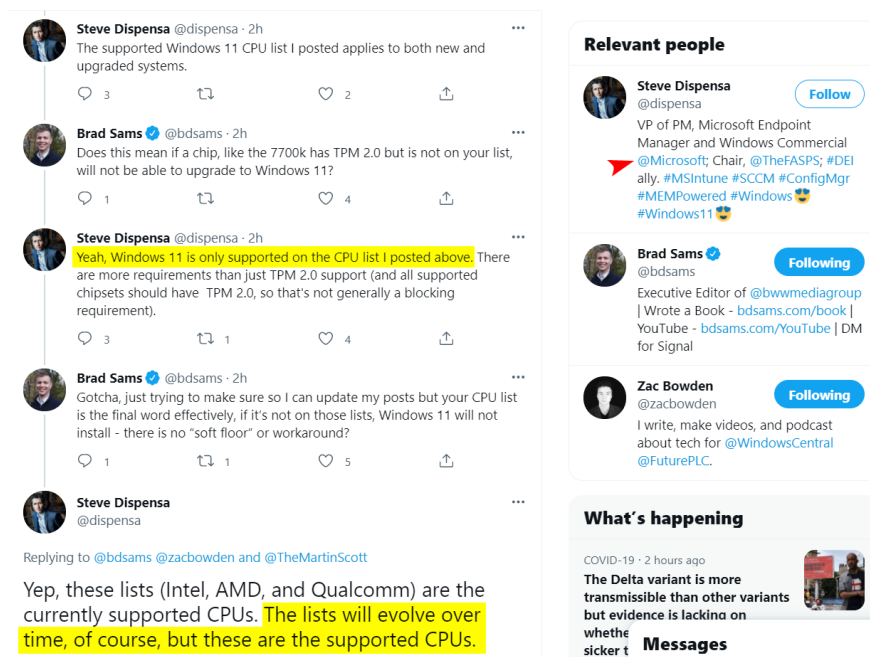 Steve Dispensa @dispensa · 2h
The supported Windows 11 CPU list I posted applies to both new and
upgraded systems.
3 2
Brad Sams @bdsams · 2h
Does this mean if a chip, like the 7700k has TPM 2.0 but is not on your list,
will not be able to upgrade to Windows 11?
1 4
Steve Dispensa @dispensa · 2h
Yeah, Windows 11 is only supported on the CPU list I posted above. There
are more requirements than just TPM 2.0 support (and all supported
chipsets should have TPM 2.0, so that's not generally a blocking
requirement).
3 1 4
Brad Sams @bdsams · 2h
Gotcha, just trying to make sure so I can update my posts but your CPU list
is the final word effectively, if it's not on those lists, Windows 11 will not
install - there is no “soft floor” or workaround?
1 1 5
Steve Dispensa
@dispensa
Replying to @bdsams @zacbowden and @TheMartinScott
Yep, these lists (Intel, AMD, and Qualcomm) are the
currently supported CPUs. The lists will evolve over
time, of course, but these are the supported CPUs.
Relevant people
Steve Dispensa
@dispensa
Follow
VP of PM, Microsoft Endpoint
Manager and Windows Commercial
@Microsoft; Chair, @TheFASPS; #DEI
ally. #MSIntune #SCCM #ConfigMgr
#MEMPowered #Windows😍
#Windows11😍
Brad Sams
@bdsams
Following
Executive Editor of @bwwmediagroup
| Wrote a Book - bdsams.com/book |
YouTube - bdsams.com/YouTube | DM
for Signal
Zac Bowden
@zacbowden
Following
I write, make videos, and podcast
about tech for @WindowsCentral
@FuturePLC.
What's happening
COVID-19 · 2 hours ago
The Delta variant is more
transmissible than other variants
but evidence is lacking on
whethe
sicker t
Messages